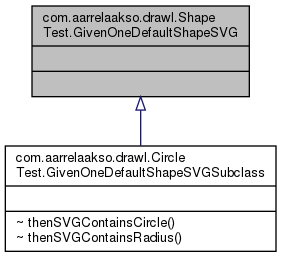 com.aarrelaakso.drawl.Shape
Test.GivenOneDefaultShapeSVG
com.aarrelaakso.drawl.Circle
Test.GivenOneDefaultShapeSVGSubclass
~ thenSVGContainsCircle()
~ thenSVGContainsRadius()